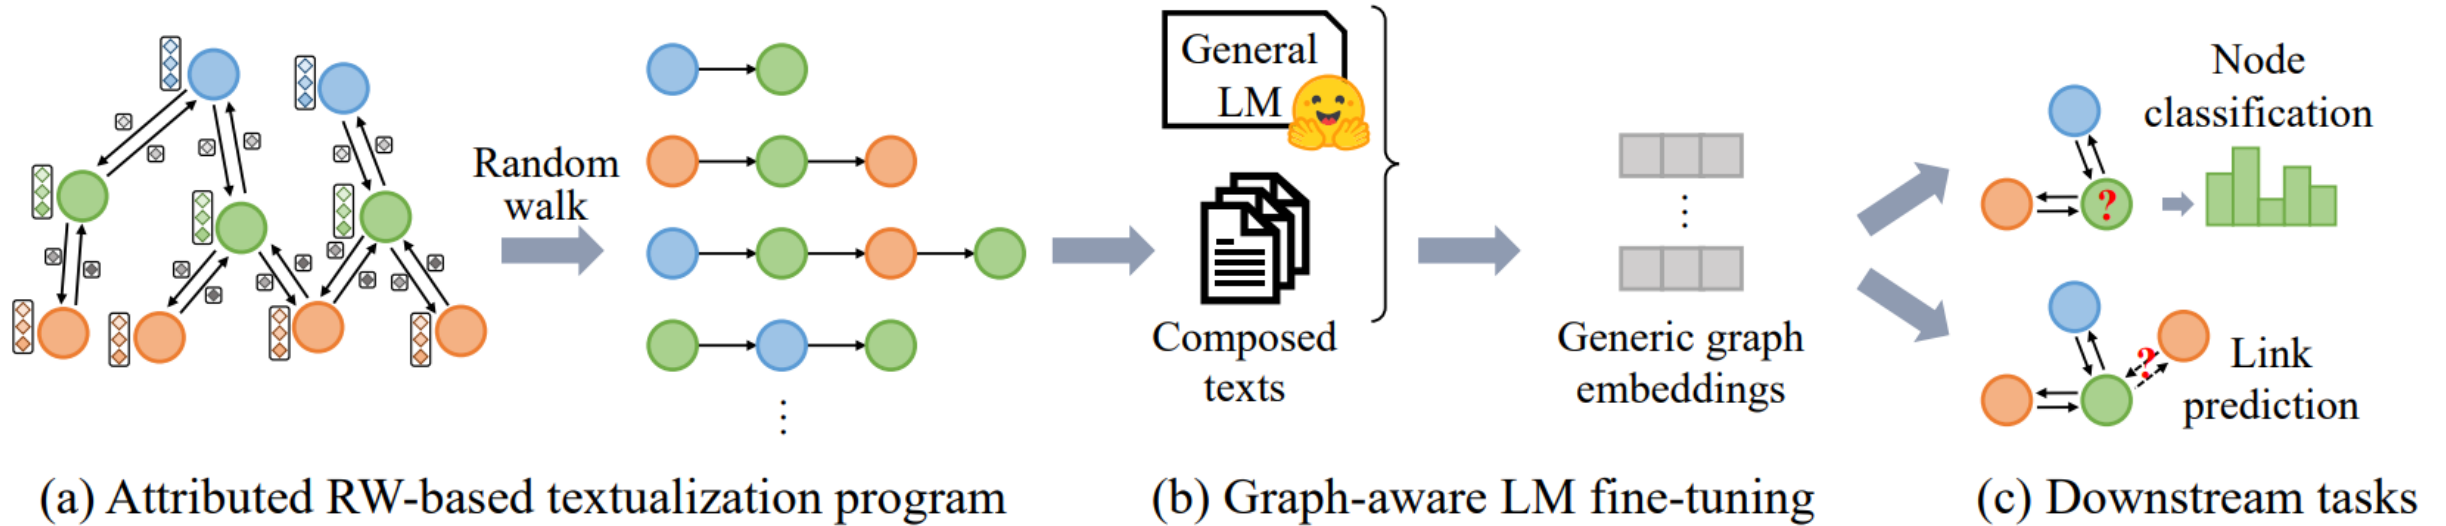 Random
walk
General
LM
Composed
texts
Generic graph
embeddings
Node
classification
?
?
Link
prediction
(a) Attributed RW-based textualization program
(b) Graph-aware LM fine-tuning
(c) Downstream tasks